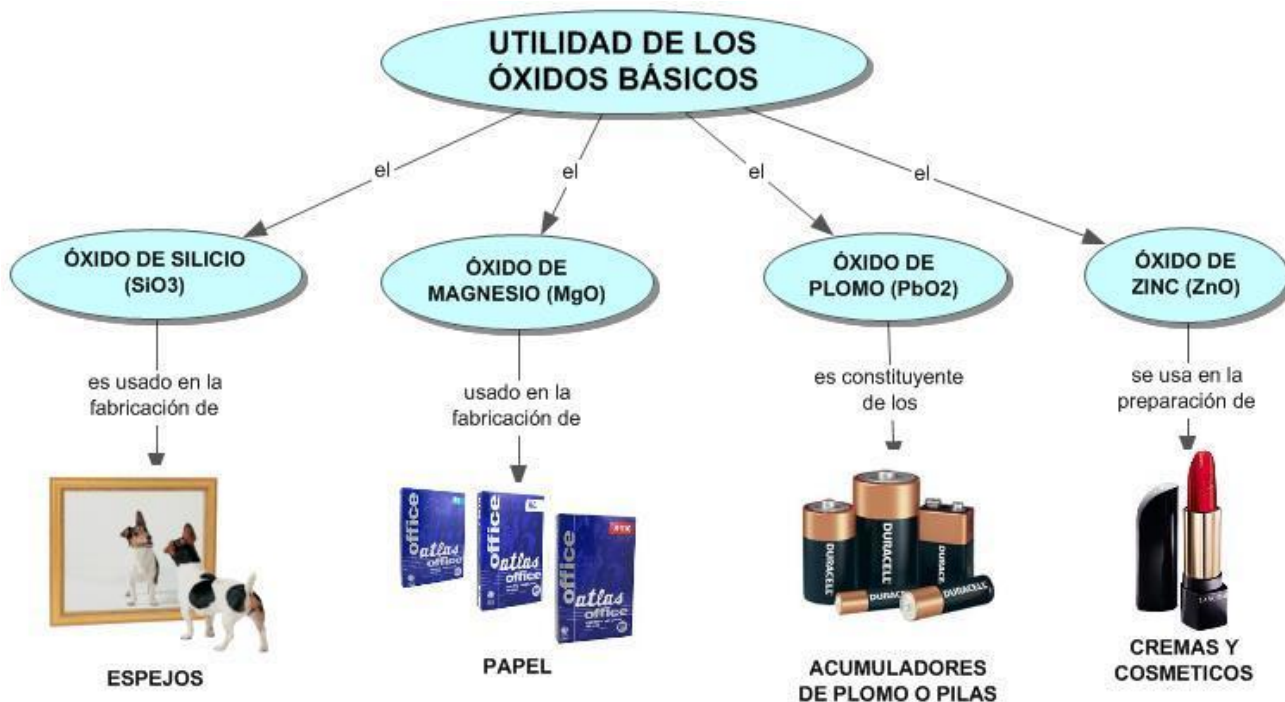 UTILIDAD DE LOS
ÓXIDOS BÁSICOS
el
el
el
el
ÓXIDO DE SILICIO
(SiO3)
ÓXIDO DE
MAGNESIO (MgO)
ÓXIDO DE
PLOMO (PbO2)
ÓXIDO DE
ZINC (ZnO)
es usado en la
fabricación de
usado en la
fabricación de
es constituyente
de los
se usa en la
preparación de
office
atlas
office
office
atlas
office
office
atlas
office
DURACELL
DURACELL
DURACELL
DURACELL
ESPEJOS
PAPEL
ACUMULADORES
DE PLOMO O PILAS
CREMAS Y
COSMETICOS